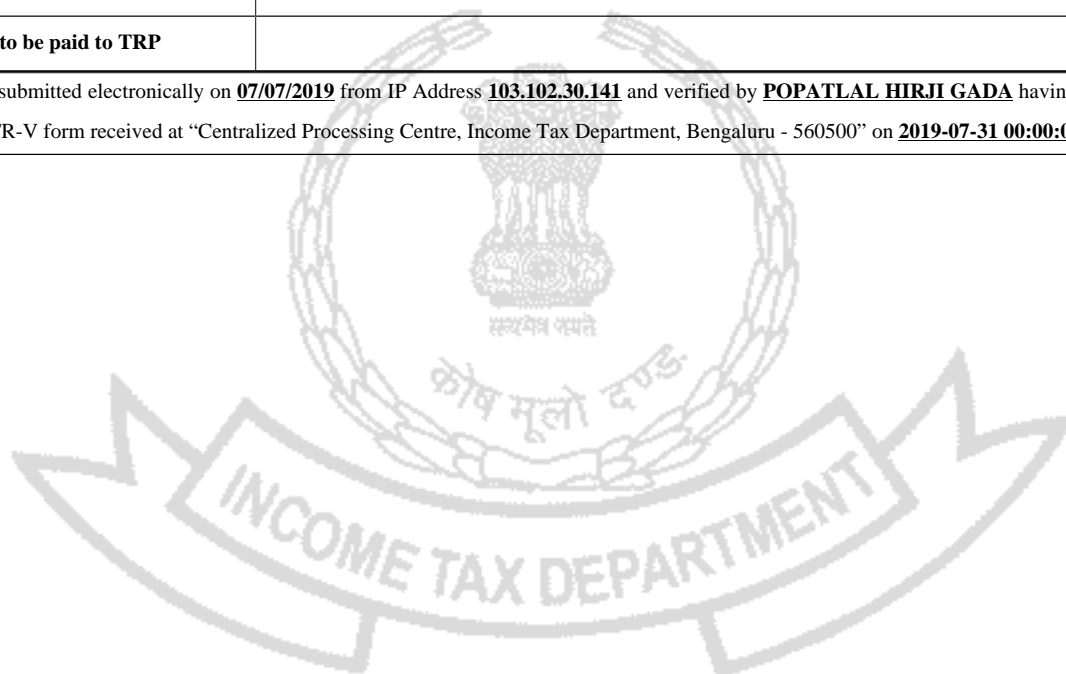 to be paid to TRP
submitted electronically on 07/07/2019 from IP Address 103.102.30.141 and verified by POPATLAL HIRJI GADA havin
R-V form received at “Centralized Processing Centre, Income Tax Department, Bengaluru - 560500” on 2019-07-31 00:00:0
सत्यमेव जयते
कोष मूलो दण्ड:
INCOME TAX DEPARTMENT